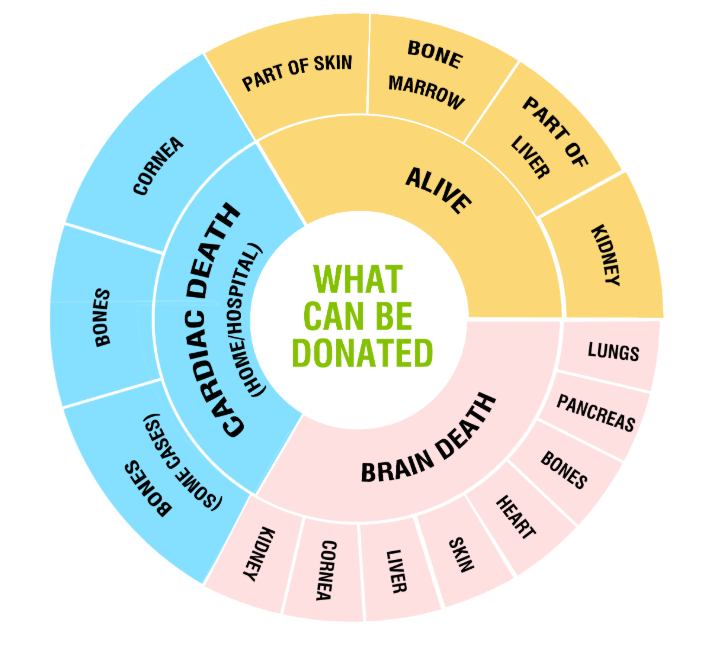 WHAT
CAN BE
DONATED
ALIVE
PART OF SKIN
BONE
MARROW
PART OF
LIVER
KIDNEY
BRAIN DEATH
LUNGS
PANCREAS
BONES
HEART
SKIN
LIVER
CORNEA
KIDNEY
CARDIAC DEATH
(HOME/HOSPITAL)
BONES
(SOME CASES)
BONES
CORNEA